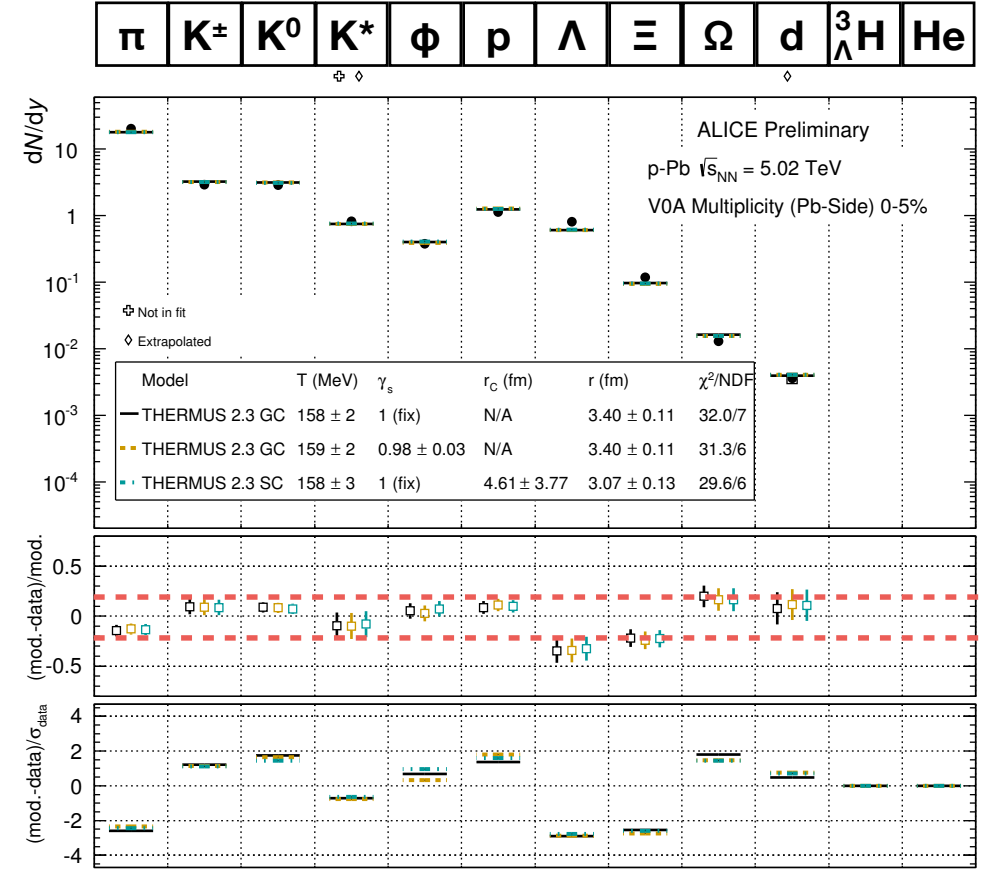 π K± K⁰ K* ϕ p Λ Ξ Ω d ³ΛH He
dN/dy
10
1
10⁻¹
10⁻²
10⁻³
10⁻⁴
ALICE Preliminary
p-Pb √sNN = 5.02 TeV
V0A Multiplicity (Pb-Side) 0-5%
Not in fit
Extrapolated
Model T (MeV) γs rC (fm) r (fm) χ²/NDF
THERMUS 2.3 GC 158 ± 2 1 (fix) N/A 3.40 ± 0.11 32.0/7
THERMUS 2.3 GC 159 ± 2 0.98 ± 0.03 N/A 3.40 ± 0.11 31.3/6
THERMUS 2.3 SC 158 ± 3 1 (fix) 4.61 ± 3.77 3.07 ± 0.13 29.6/6
(mod.-data)/mod.
0.5
0
-0.5
(mod.-data)/σdata
4
2
0
-2
-4